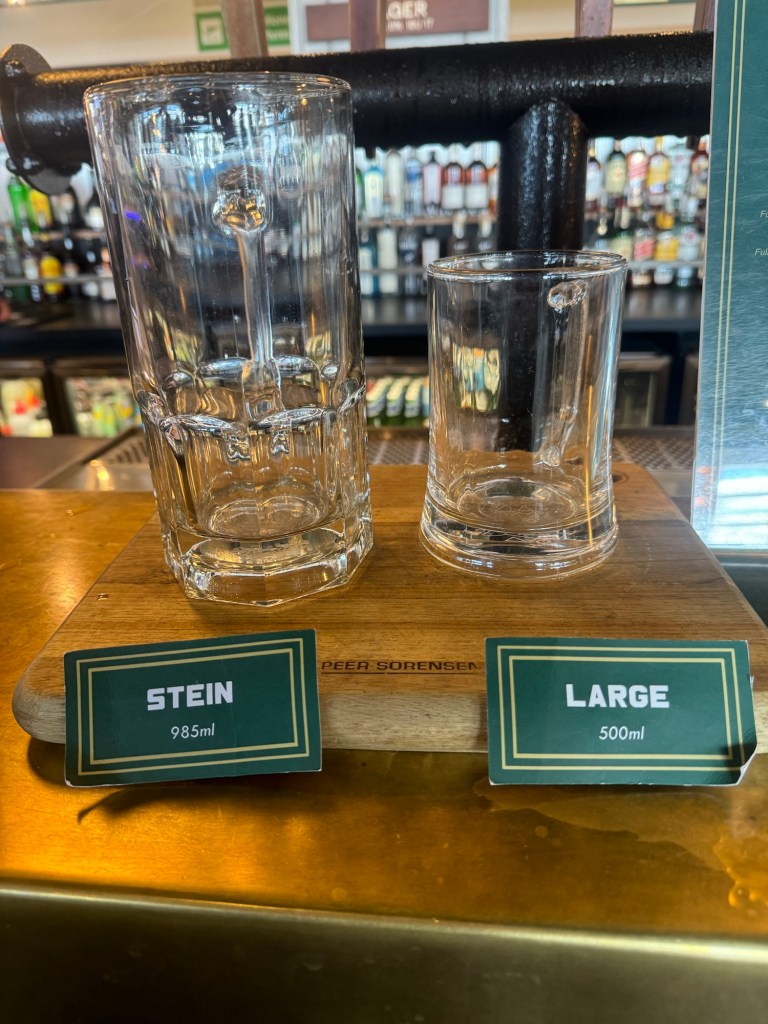 PEER SORENSEN
STEIN
985ml
LARGE
500ml